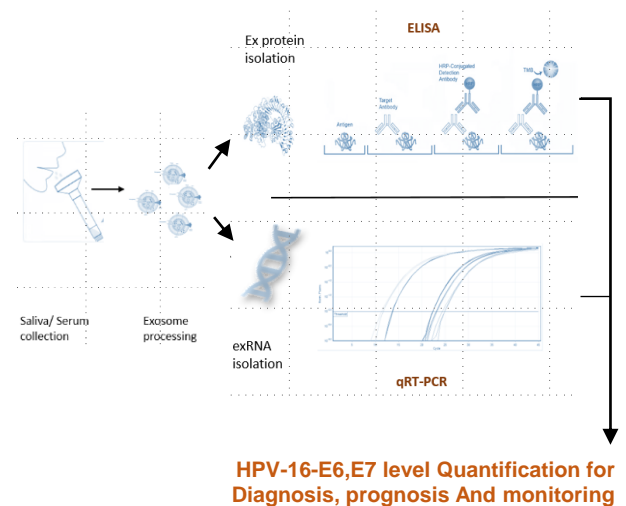 ELISA
Ex protein
isolation
HRP-Conjugated
Detection
Antibody
TMB
Target
Antibody
Antigen
Saliva/ Serum
collection
Exosome
processing
exRNA
isolation
qRT-PCR
HPV-16-E6,E7 level Quantification for
Diagnosis, prognosis And monitoring